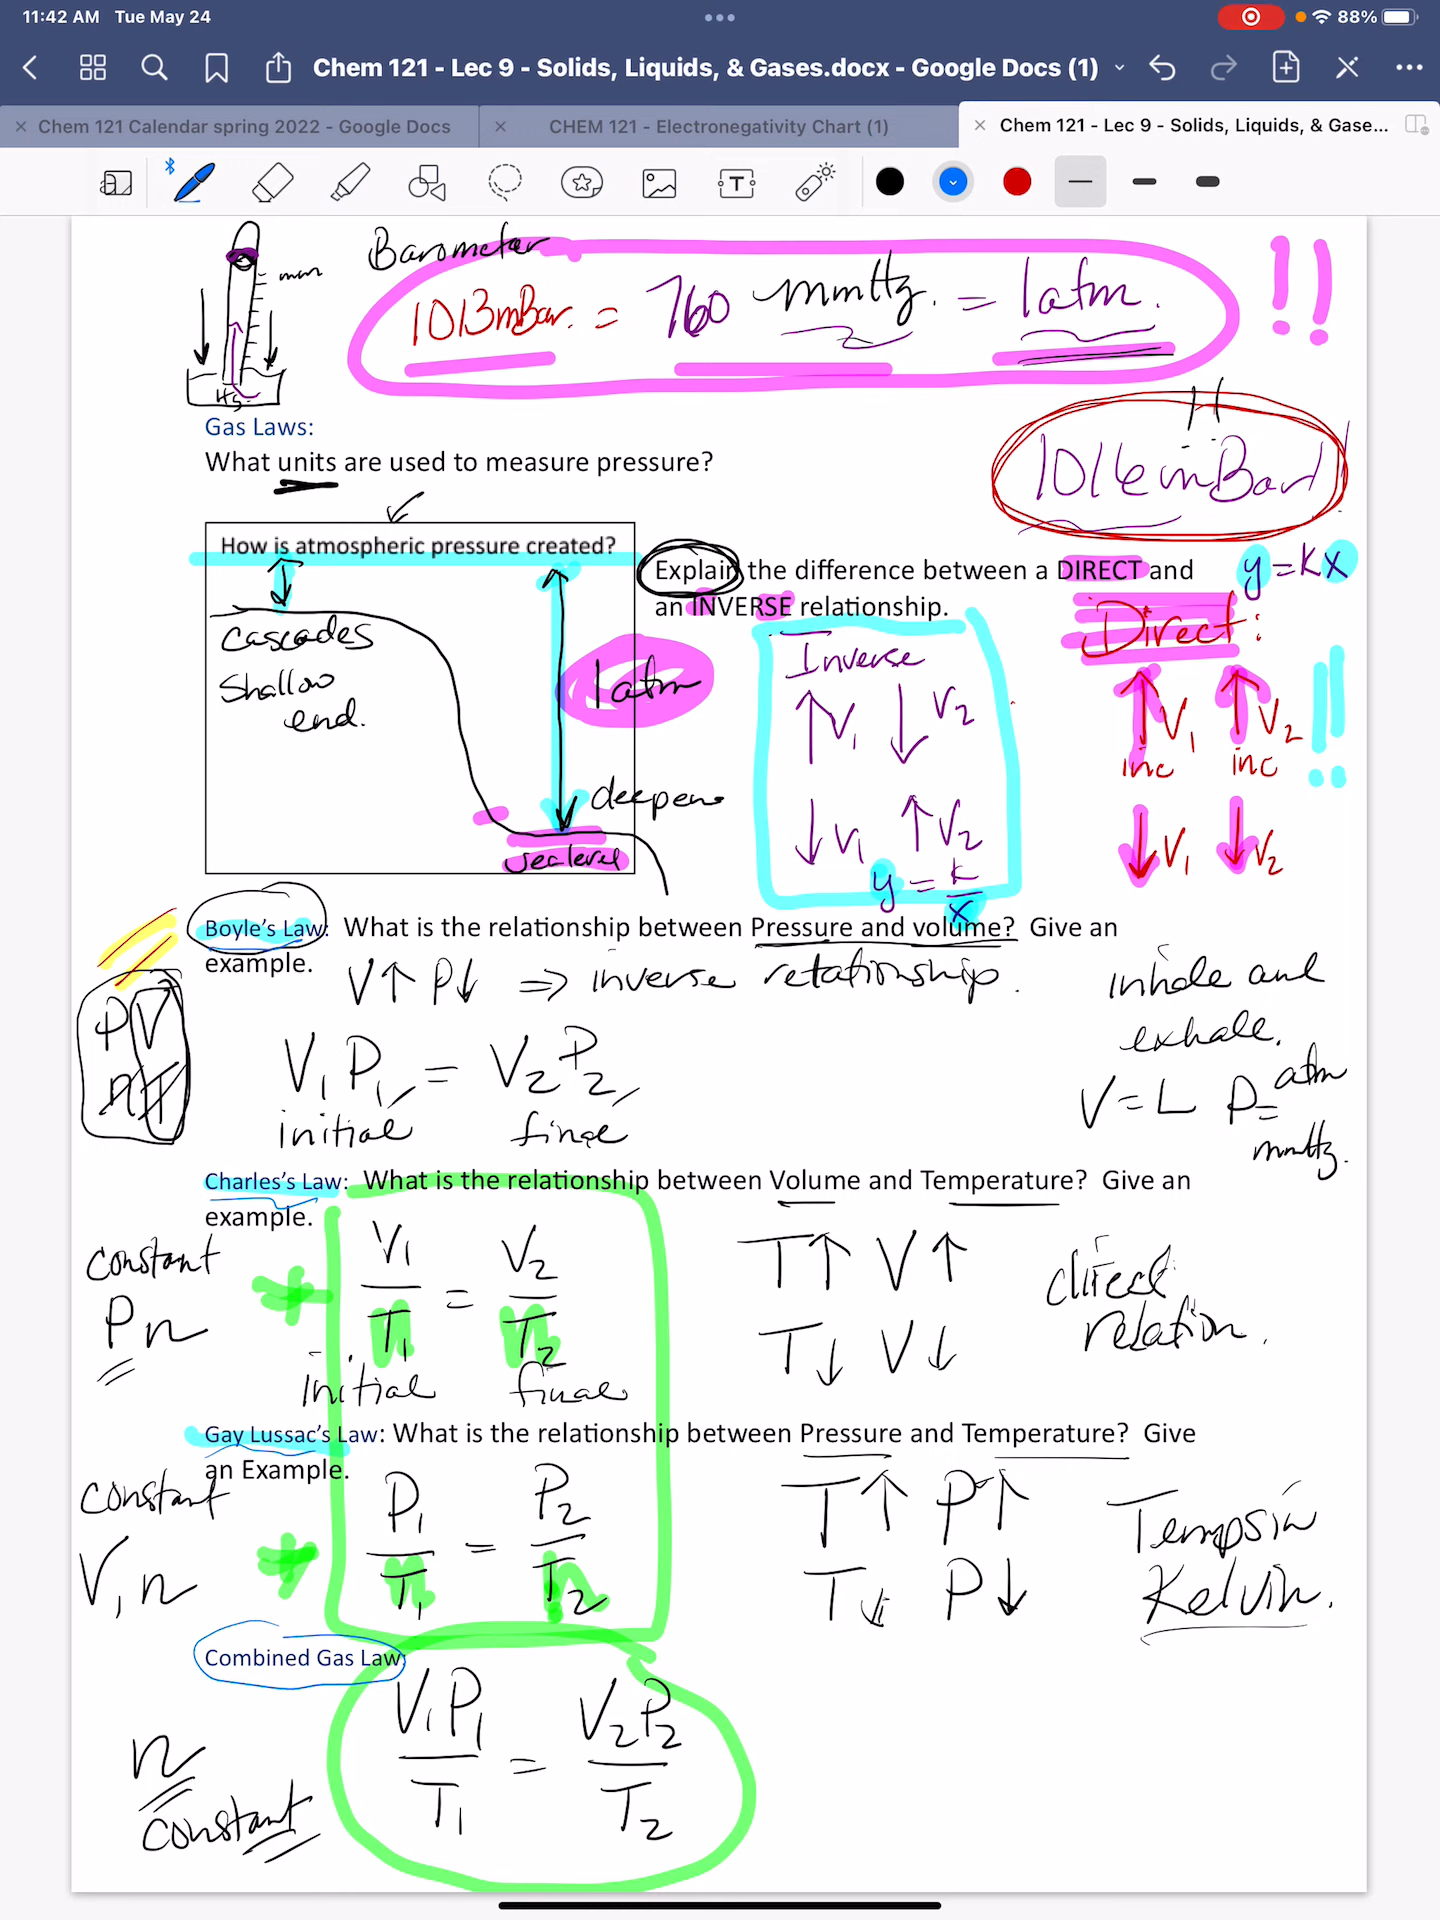 11:42 AM Tue May 24
88%
Chem 121 - Lec 9 - Solids, Liquids, & Gases.docx - Google Docs (1)
Chem 121 Calendar spring 2022 - Google Docs
CHEM 121 - Electronegativity Chart (1)
Chem 121 - Lec 9 - Solids, Liquids, & Gase...
Barometer
mm
1013mBar. = 760 mmHg. = 1atm. !!
Hg
Gas Laws:
What units are used to measure pressure?
1016 mBar
How is atmospheric pressure created?
Cascades
Shallow
end.
1atm
deepend
sea level
Explain the difference between a DIRECT and
an INVERSE relationship.
y = kx
Inverse
↑V₁ ↓V₂
↓V₁ ↑V₂
y = k/x
Direct:
↑V₁ ↑V₂ !!
inc inc
↓V₁ ↓V₂
Boyle's Law: What is the relationship between Pressure and volume? Give an
example.
V↑ P↓ ⇒ inverse relationship.
inhale and
exhale.
PV
nT
V₁P₁ = V₂P₂
initial final
V = L P = atm
mmHg.
Charles's Law: What is the relationship between Volume and Temperature? Give an
example.
constant
P n
V₁/T₁ = V₂/T₂
n n
initial final
T↑ V↑
T↓ V↓
direct
relation.
Gay Lussac's Law: What is the relationship between Pressure and Temperature? Give
an Example.
constant
V, n
P₁/T₁ = P₂/T₂
n n
T↑ P↑
T↓ P↓
Temps in
Kelvin.
Combined Gas Law:
V₁P₁/T₁ = V₂P₂/T₂
n
constant